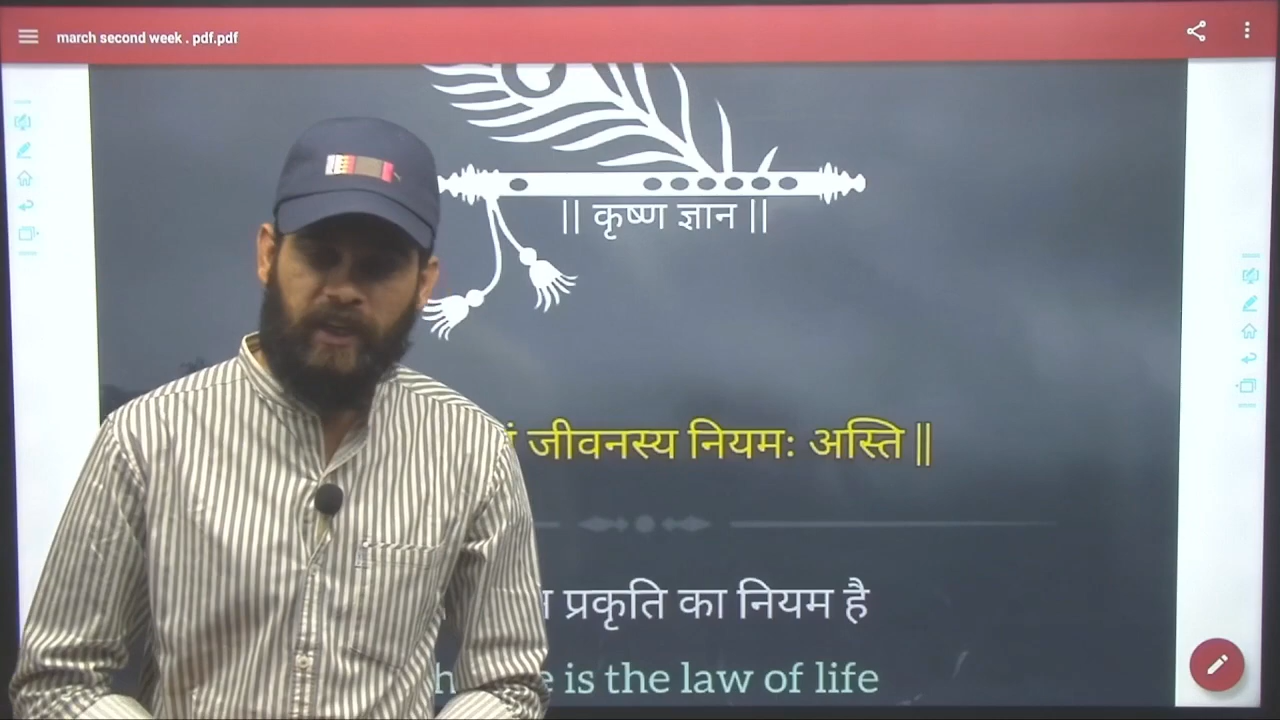 march second week . pdf.pdf
|| कृष्ण ज्ञान ||
जीवनस्य नियमः अस्ति ||
प्रकृति का नियम है
is the law of life